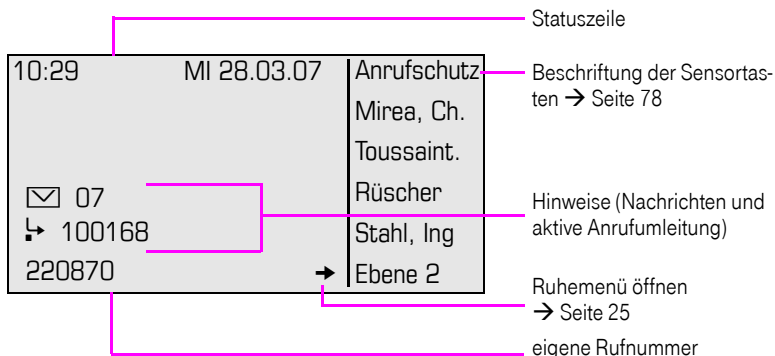 Statuszeile
10:29 MI 28.03.07 Anrufschutz
Beschriftung der Sensortas-
ten → Seite 78
Mirea, Ch.
Toussaint.
07 Rüscher
Hinweise (Nachrichten und
aktive Anrufumleitung)
100168 Stahl, Ing
220870 → Ebene 2
Ruhemenü öffnen
→ Seite 25
eigene Rufnummer